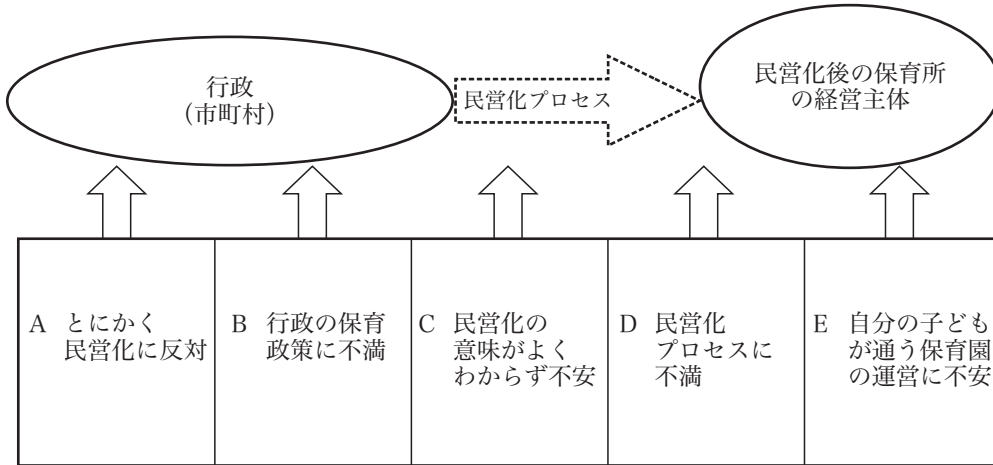 行政
(市町村)
民営化プロセス
民営化後の保育所
の経営主体
A とにかく
民営化に反対
B 行政の保育
政策に不満
C 民営化の
意味がよく
わからず不安
D 民営化
プロセスに
不満
E 自分の子ども
が通う保育園
の運営に不安